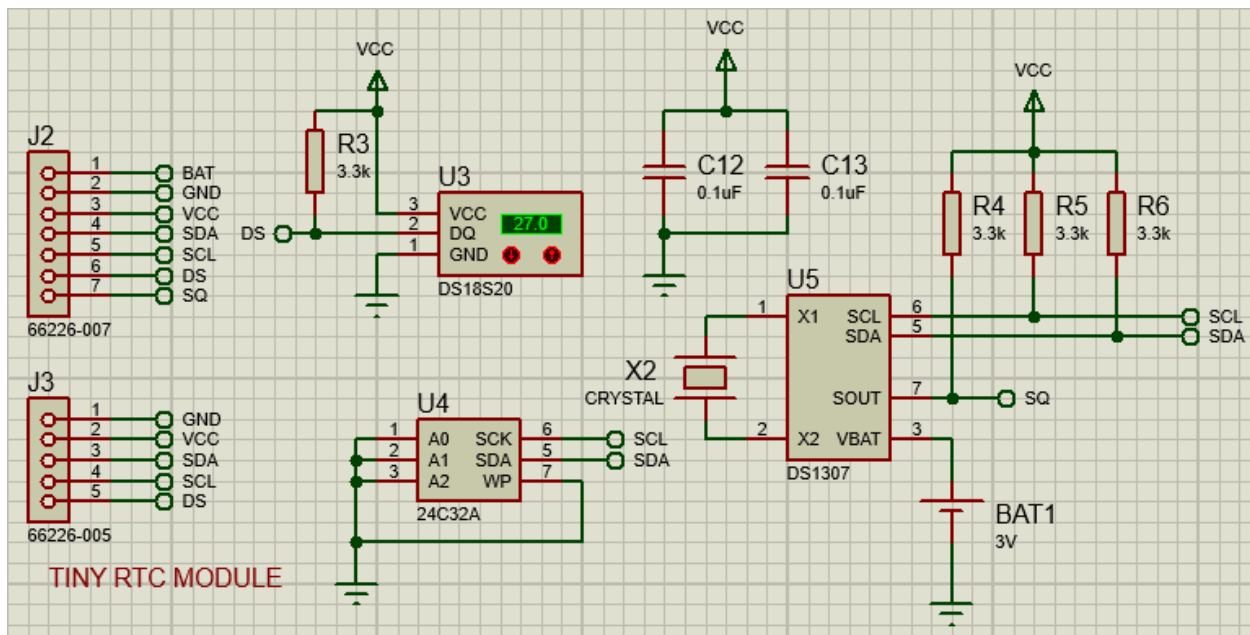 VCC
R3
3.3k
DS
U3
3
2
1
VCC
DQ
GND
27.0
DS18S20
J2
1
2
3
4
5
6
7
BAT
GND
VCC
SDA
SCL
DS
SQ
66226-007
VCC
C12
0.1uF
C13
0.1uF
VCC
R4
3.3k
R5
3.3k
R6
3.3k
U5
1
2
X1
X2
SCL
SDA
SOUT
VBAT
6
5
7
3
DS1307
SCL
SDA
SQ
X2
CRYSTAL
BAT1
3V
J3
1
2
3
4
5
GND
VCC
SDA
SCL
DS
66226-005
U4
1
2
3
A0
A1
A2
SCK
SDA
WP
6
5
7
SCL
SDA
24C32A
TINY RTC MODULE